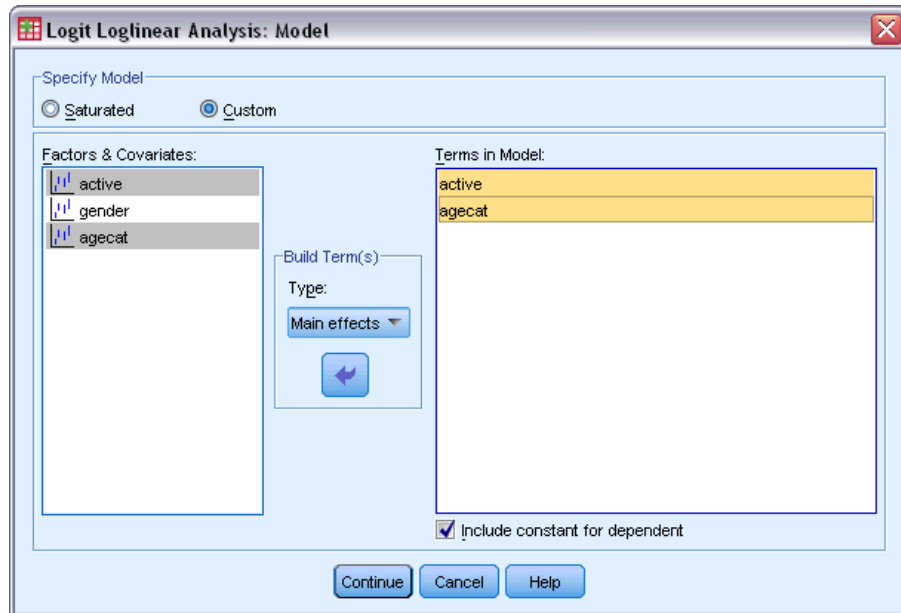 Logit Loglinear Analysis: Model
Specify Model
Saturated
Custom
Factors & Covariates:
active
gender
agecat
Build Term(s)
Type:
Main effects
Terms in Model:
active
agecat
Include constant for dependent
Continue
Cancel
Help